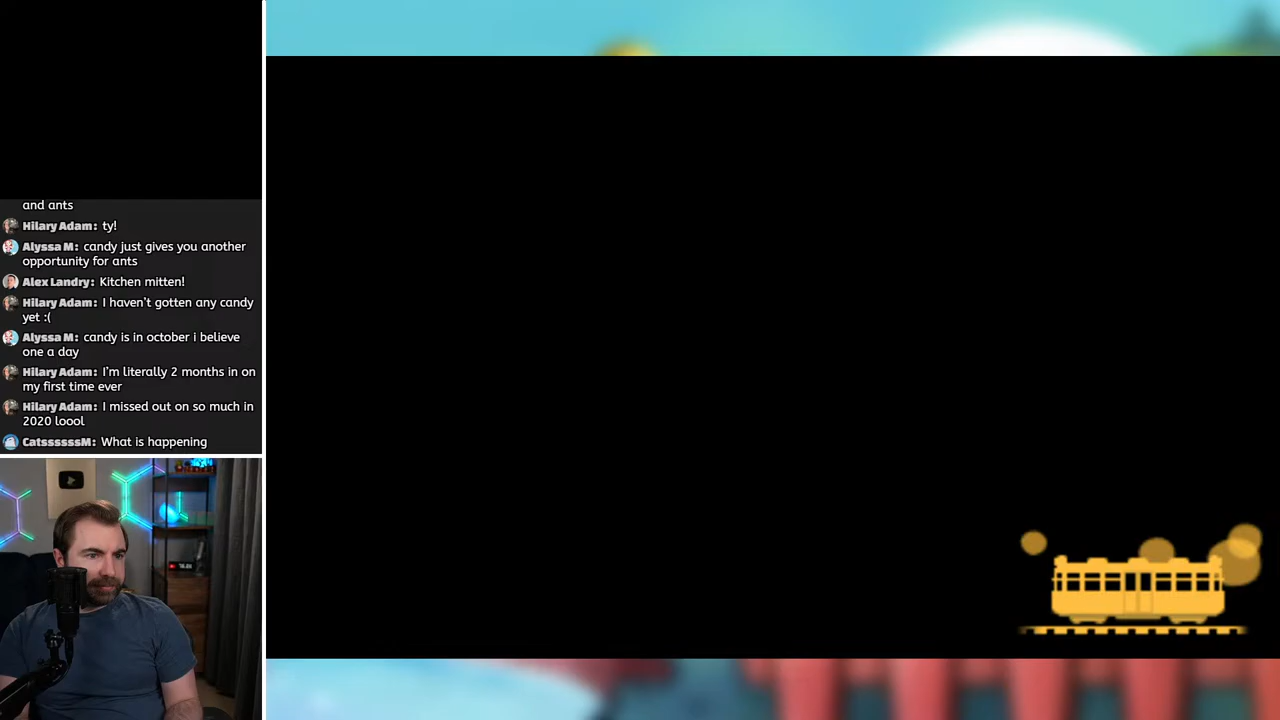 and ants
Hilary Adam: ty!
Alyssa M: candy just gives you another
opportunity for ants
Alex Landry: Kitchen mitten!
Hilary Adam: I haven't gotten any candy
yet :(
Alyssa M: candy is in october i believe
one a day
Hilary Adam: I'm literally 2 months in on
my first time ever
Hilary Adam: I missed out on so much in
2020 loool
CatssssssM: What is happening